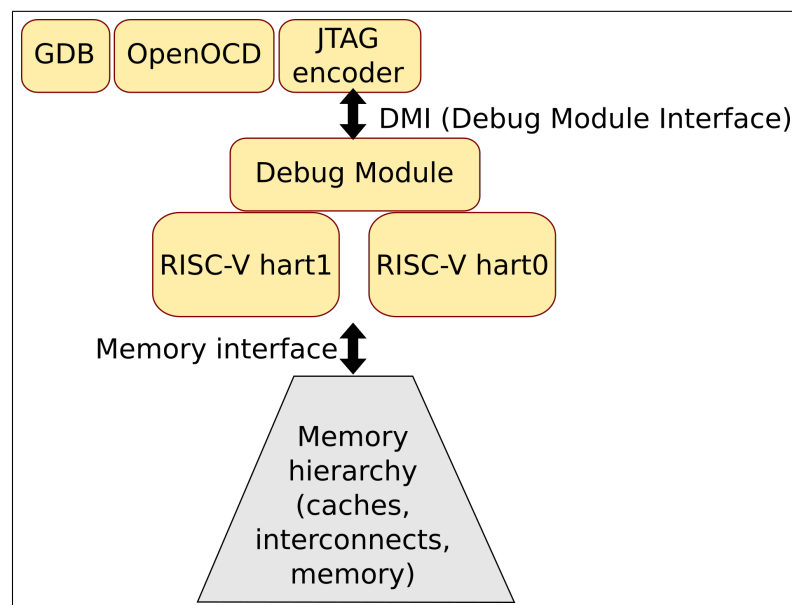 GDB
OpenOCD
JTAG
encoder
DMI (Debug Module Interface)
Debug Module
RISC-V hart1
RISC-V hart0
Memory interface
Memory
hierarchy
(caches,
interconnects,
memory)